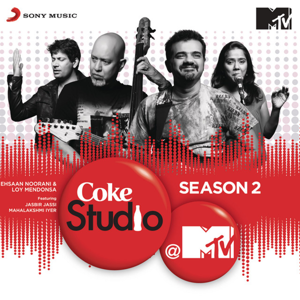 SONY MUSIC
MTV
EHSAAN NOORANI &
LOY MENDONSA
Featuring
JASBIR JASSI
MAHALAKSHMI IYER
Coke
Studio
SEASON 2
@
MTV